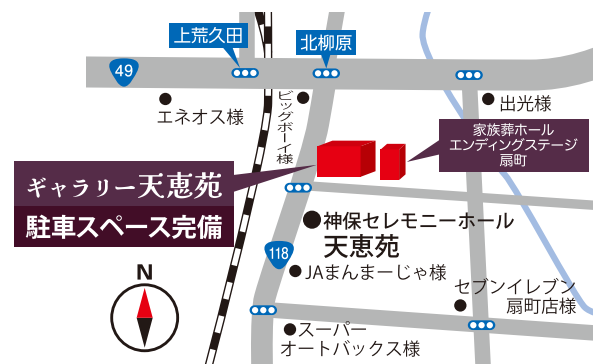 上荒久田
北柳原
49
エネオス様
ビッグボーイ様
出光様
家族葬ホール
エンディングステージ
扇町
ギャラリー天恵苑
駐車スペース完備
神保セレモニーホール
天恵苑
118
JAまんまーじゃ様
N
セブンイレブン
扇町店様
スーパー
オートバックス様